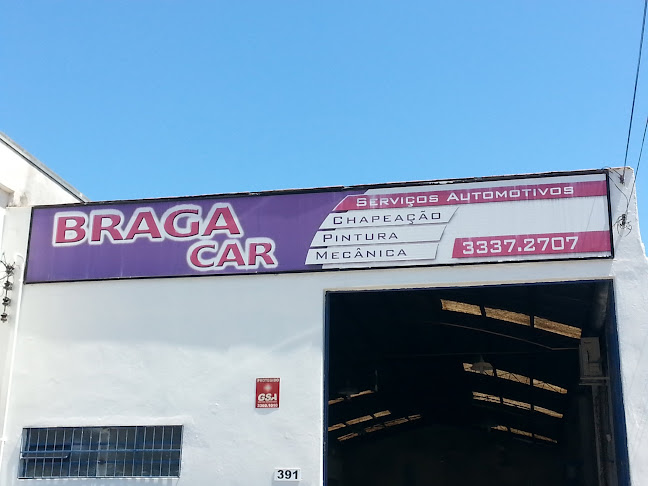 BRAGA
CAR
Serviços Automotivos
Chapeação
Pintura
Mecânica
3337.2707
GSA
391